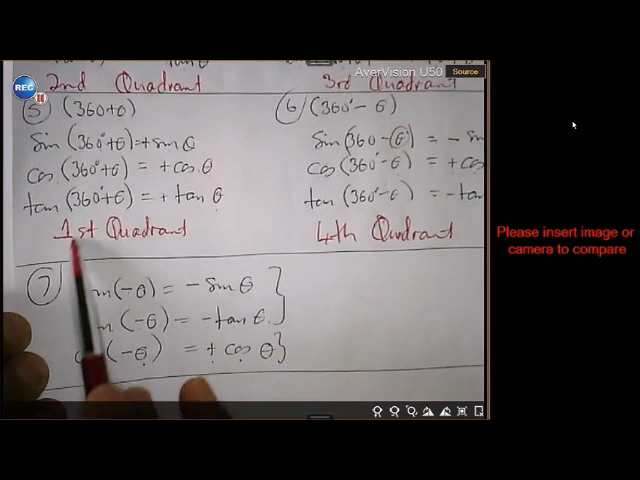 AverVision U50 Source
REC
tan θ
2nd Quadrant
3rd Quadrant
5 (360+θ)
sin (360°+θ)=+sin θ
cos (360°+θ) = +cos θ
tan (360°+θ) = + tan θ
1st Quadrant
6 (360°- θ)
sin(360-θ) = - sin
cos (360°-θ) = +cos
tan (360°-θ) = -tan
4th Qudrant
7
(-θ) = - sin θ
(-θ) = -tan θ
(-θ) = + cos θ
Please insert image or
camera to compare